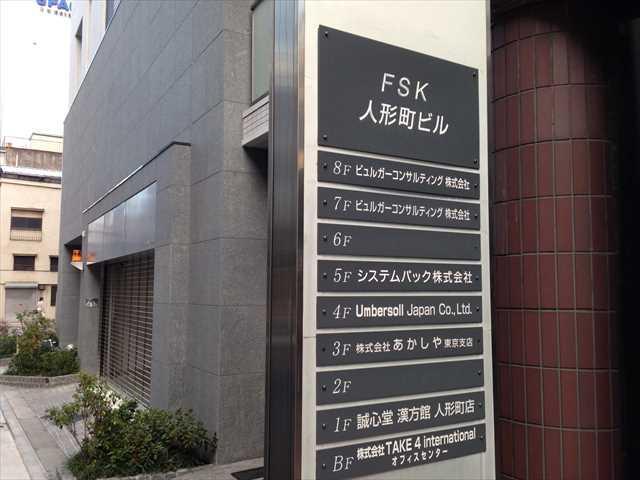 FSK
人形町ビル
8F ビュルガーコンサルティング 株式会社
7F ビュルガーコンサルティング 株式会社
6F
5F システムバック株式会社
4F Umbersoll Japan Co.,Ltd.
3F 株式会社 あかしや 東京支店
2F
1F 誠心堂 漢方館 人形町店
BF 株式会社 TAKE 4 international
オフィスセンター